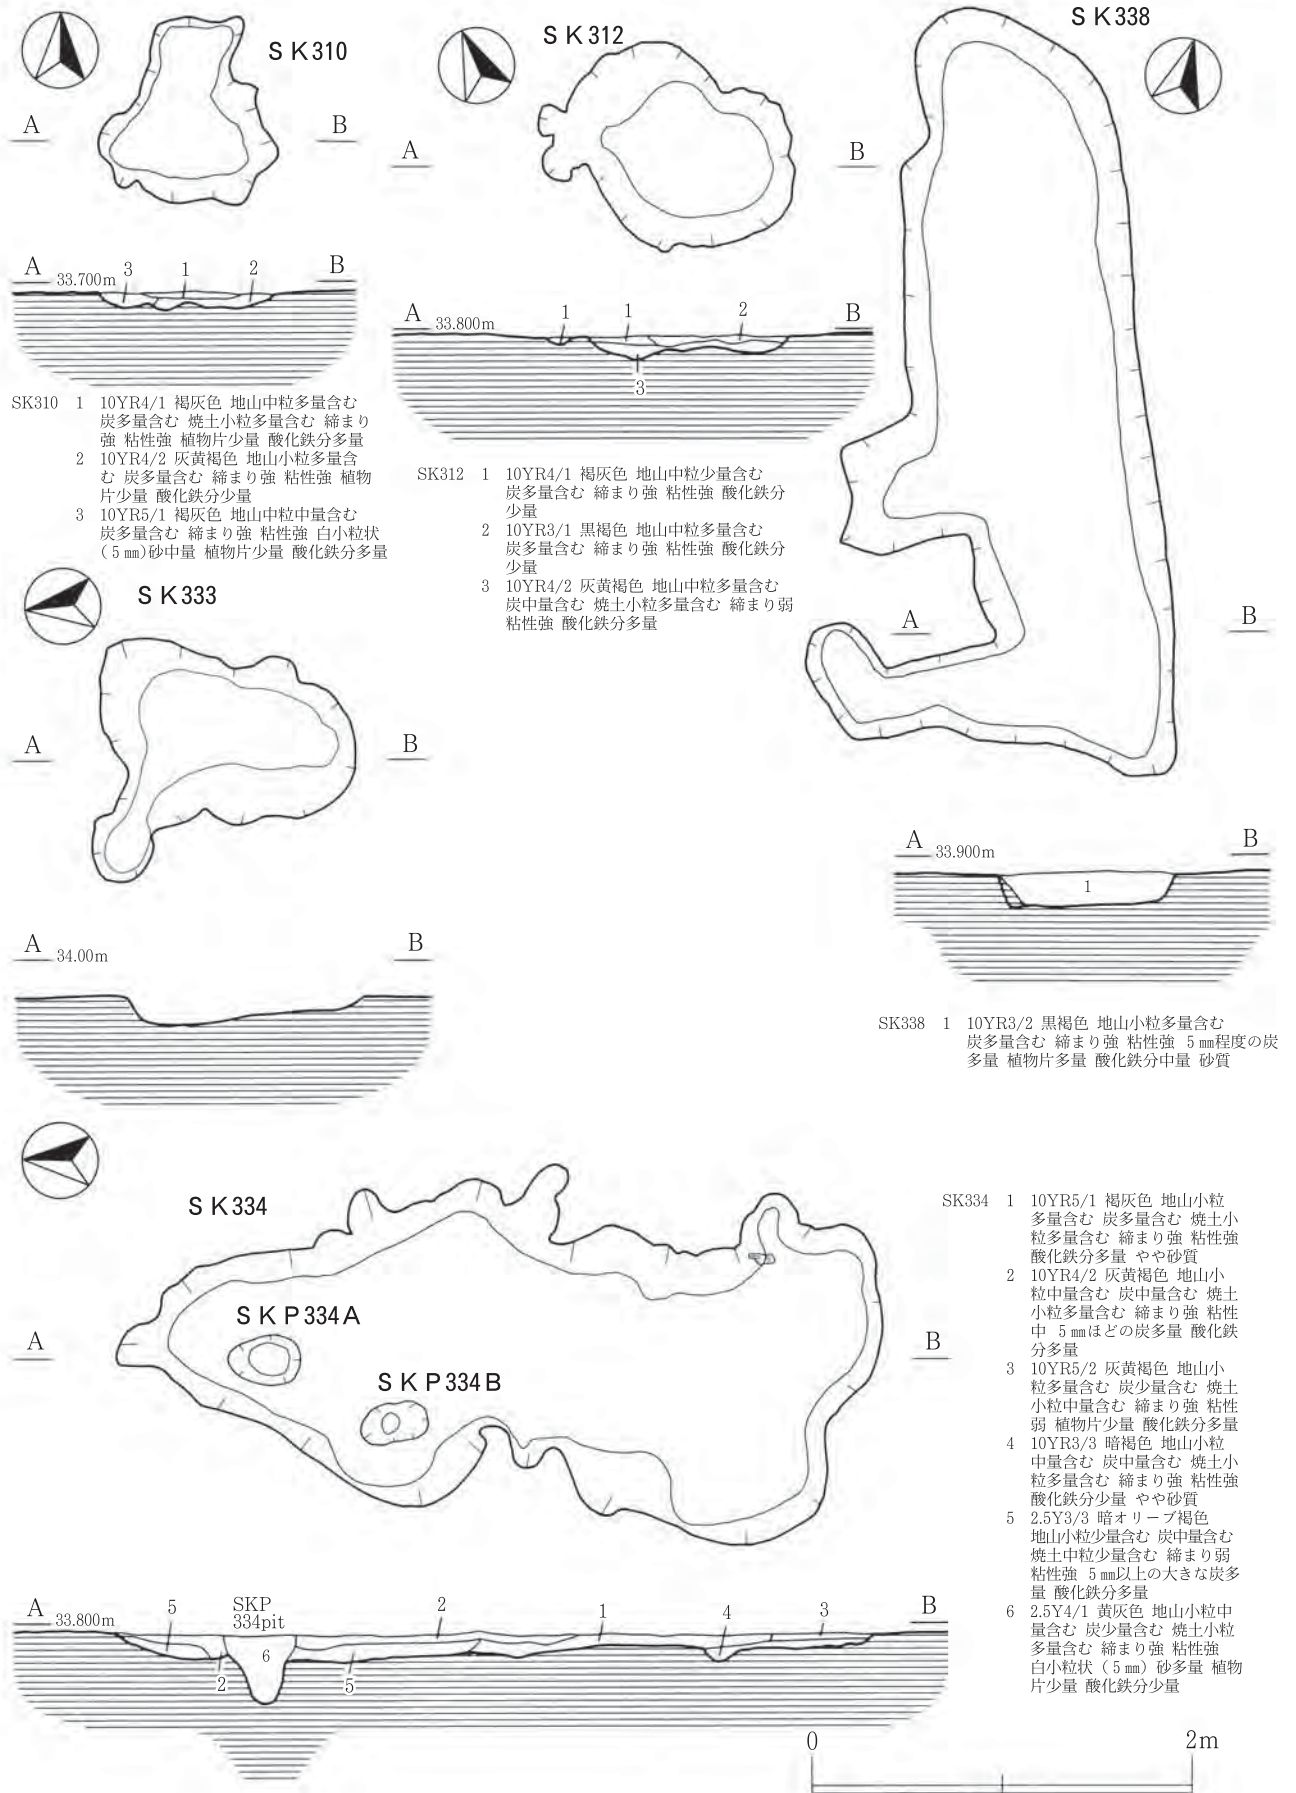 SK310
A
B
A 33.700m 3 1 2 B
SK310 1 10YR4/1 褐灰色 地山中粒多量含む
炭多量含む 焼土小粒多量含む 締まり
強 粘性強 植物片少量 酸化鉄分多量
2 10YR4/2 灰黄褐色 地山小粒多量含
む 炭多量含む 締まり強 粘性強 植物
片少量 酸化鉄分少量
3 10YR5/1 褐灰色 地山中粒中量含む
炭多量含む 締まり強 粘性強 白小粒状
(5㎜)砂中量 植物片少量 酸化鉄分多量
SK312
A
B
A 33.800m 1 1 2 B
3
SK312 1 10YR4/1 褐灰色 地山中粒少量含む
炭多量含む 締まり強 粘性強 酸化鉄分
少量
2 10YR3/1 黒褐色 地山中粒多量含む
炭多量含む 締まり強 粘性強 酸化鉄分
少量
3 10YR4/2 灰黄褐色 地山中粒多量含む
炭中量含む 焼土小粒多量含む 締まり弱
粘性強 酸化鉄分多量
SK338
A
B
A 33.900m B
1
SK338 1 10YR3/2 黒褐色 地山小粒多量含む
炭多量含む 締まり強 粘性強 5㎜程度の炭
多量 植物片多量 酸化鉄分中量 砂質
SK333
A
B
A 34.00m B
SK334
SKP334A
SKP334B
A
B
A 33.800m 5 SKP 2 1 4 3 B
334pit
6
2 5
SK334 1 10YR5/1 褐灰色 地山小粒
多量含む 炭多量含む 焼土小
粒多量含む 締まり強 粘性強
酸化鉄分多量 やや砂質
2 10YR4/2 灰黄褐色 地山小
粒中量含む 炭中量含む 焼土
小粒多量含む 締まり強 粘性
中 5㎜ほどの炭多量 酸化鉄
分多量
3 10YR5/2 灰黄褐色 地山小
粒多量含む 炭少量含む 焼土
小粒中量含む 締まり強 粘性
弱 植物片少量 酸化鉄分多量
4 10YR3/3 暗褐色 地山小粒
中量含む 炭中量含む 焼土小
粒多量含む 締まり強 粘性強
酸化鉄分少量 やや砂質
5 2.5Y3/3 暗オリーブ褐色
地山小粒少量含む 炭中量含む
焼土中粒少量含む 締まり弱
粘性強 5㎜以上の大きな炭多
量 酸化鉄分多量
6 2.5Y4/1 黄灰色 地山小粒中
量含む 炭少量含む 焼土小粒
多量含む 締まり強 粘性強
白小粒状(5㎜)砂多量 植物
片少量 酸化鉄分少量
0 2m